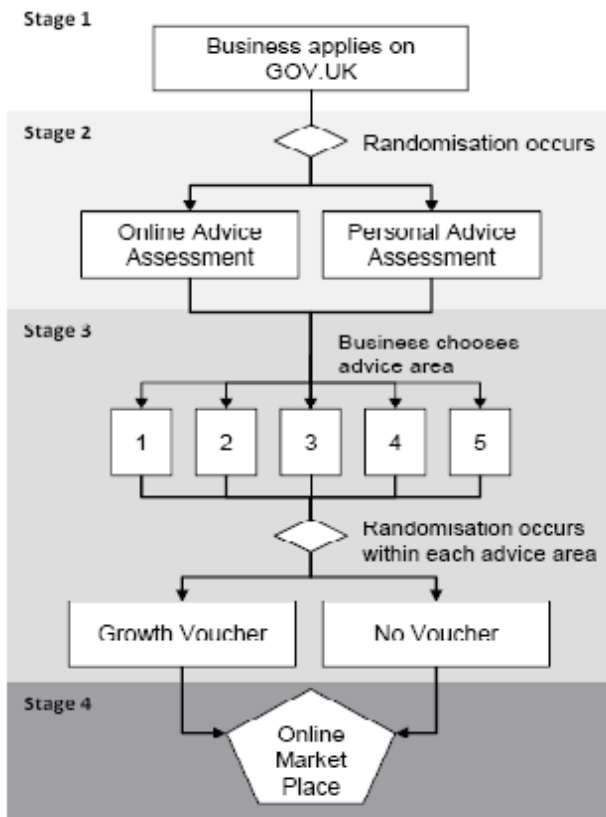 Stage 1
Business applies on
GOV.UK
Stage 2
Randomisation occurs
Online Advice
Assessment
Personal Advice
Assessment
Stage 3
Business chooses
advice area
1
2
3
4
5
Randomisation occurs
within each advice area
Growth Voucher
No Voucher
Stage 4
Online
Market
Place